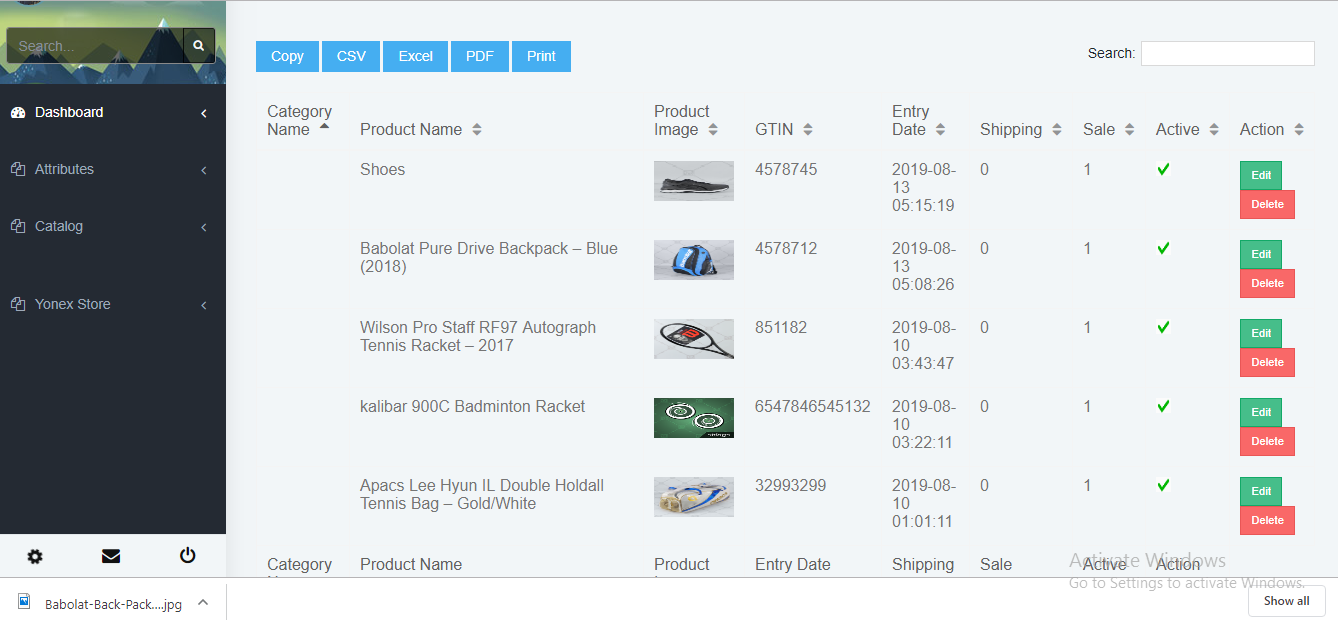 Search...
Dashboard
Attributes
Catalog
Yonex Store
Copy CSV Excel PDF Print
Search:
Category Name Product Name Product Image GTIN Entry Date Shipping Sale Active Action
Shoes 4578745 2019-08-13 05:15:19 0 1 Edit
Delete
Babolat Pure Drive Backpack – Blue (2018) 4578712 2019-08-13 05:08:26 0 1 Edit
Delete
Wilson Pro Staff RF97 Autograph Tennis Racket – 2017 851182 2019-08-10 03:43:47 0 1 Edit
Delete
kalibar 900C Badminton Racket 6547846545132 2019-08-10 03:22:11 0 1 Edit
Delete
Apacs Lee Hyun IL Double Holdall Tennis Bag – Gold/White 32993299 2019-08-10 01:01:11 0 1 Edit
Delete
Category Product Name Product Entry Date Shipping Sale Active Action
Activate Windows
Go to Settings to activate Windows.
Babolat-Back-Pack....jpg
Show all